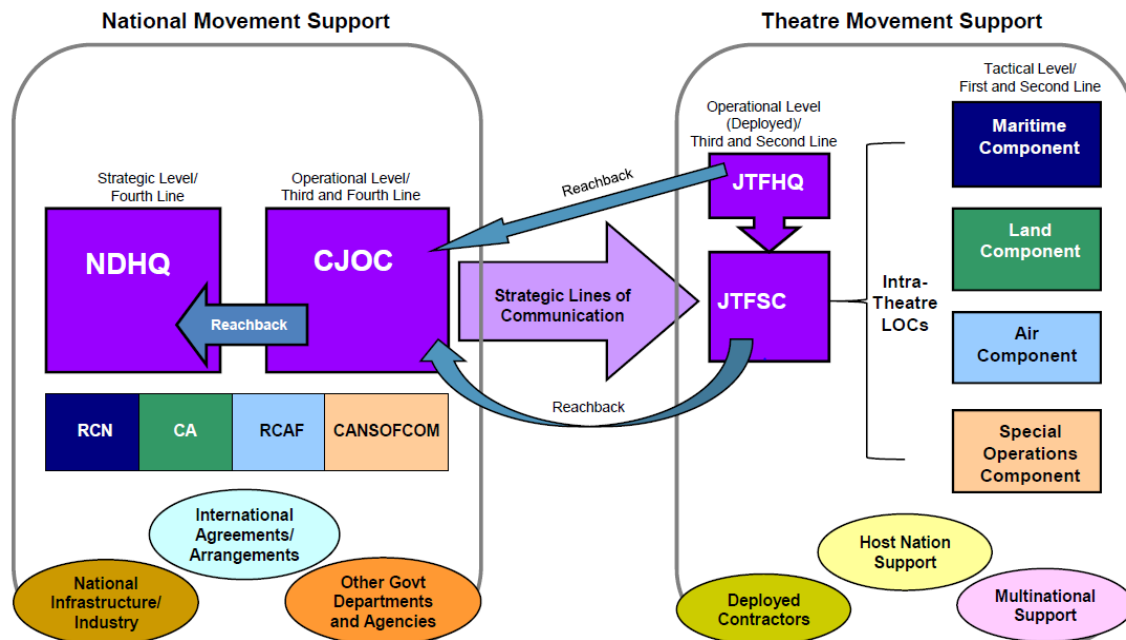 National Movement Support
Theatre Movement Support
Strategic Level/
Fourth Line
NDHQ
Reachback
Operational Level/
Third and Fourth Line
CJOC
RCN
CA
RCAF
CANSOFCOM
International
Agreements/
Arrangements
National
Infrastructure/
Industry
Other Govt
Departments
and Agencies
Reachback
Strategic Lines of
Communication
Reachback
Operational Level
(Deployed)/
Third and Second Line
JTFHQ
JTFSC
Intra-
Theatre
LOCs
Tactical Level/
First and Second Line
Maritime
Component
Land
Component
Air
Component
Special
Operations
Component
Host Nation
Support
Deployed
Contractors
Multinational
Support